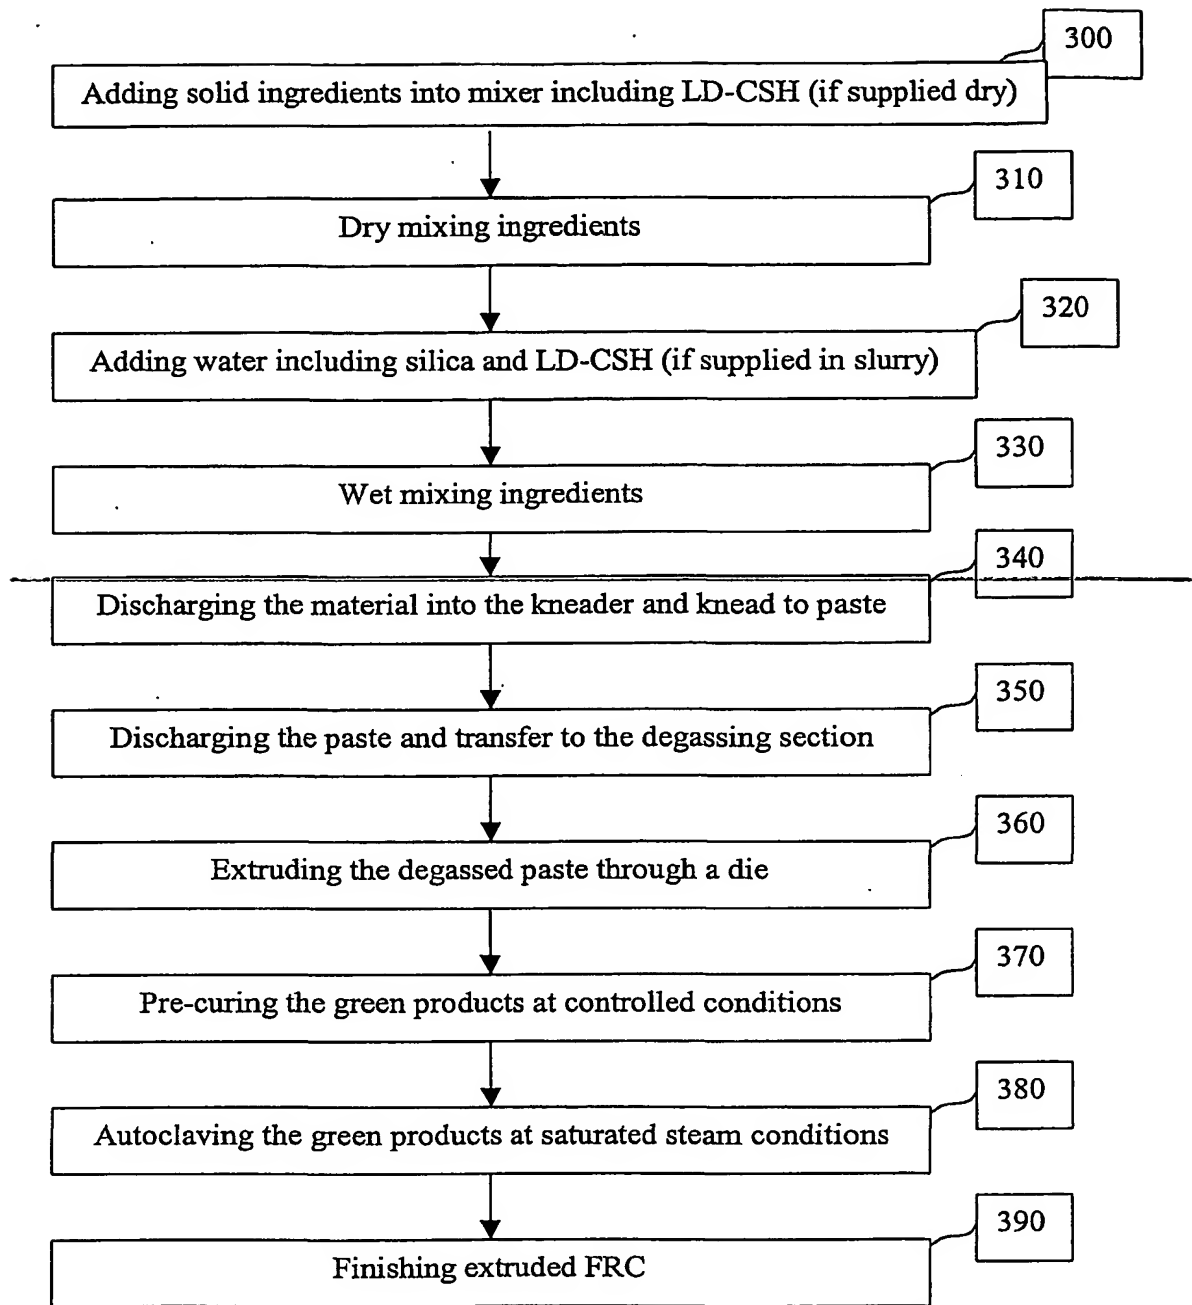 300
Adding solid ingredients into mixer including LD-CSH (if supplied dry)
310
Dry mixing ingredients
320
Adding water including silica and LD-CSH (if supplied in slurry)
330
Wet mixing ingredients
340
Discharging the material into the kneader and knead to paste
350
Discharging the paste and transfer to the degassing section
360
Extruding the degassed paste through a die
370
Pre-curing the green products at controlled conditions
380
Autoclaving the green products at saturated steam conditions
390
Finishing extruded FRC